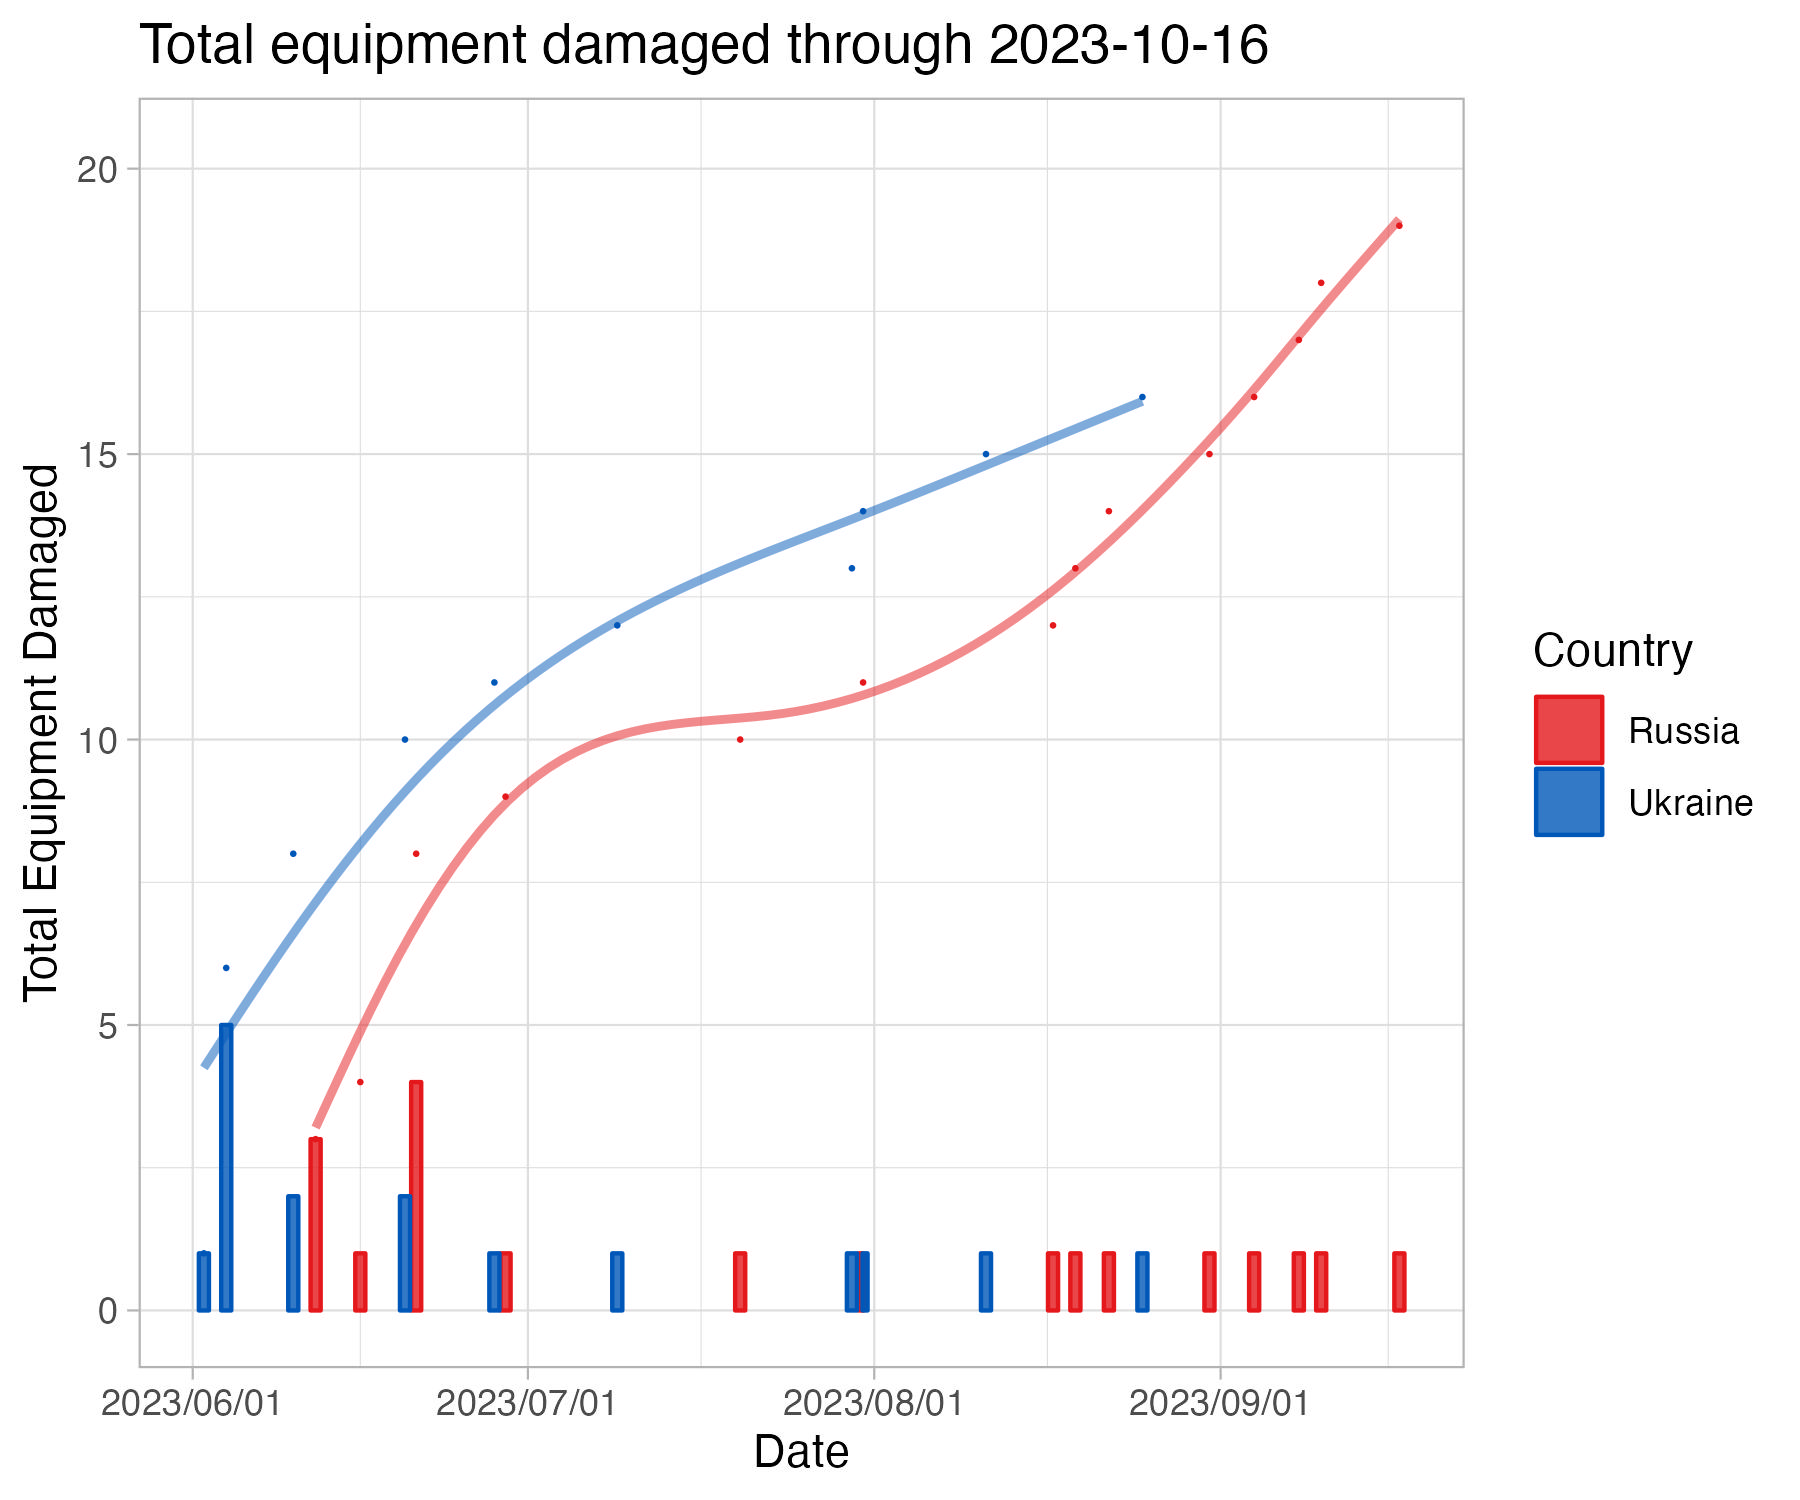 Total equipment damaged through 2023-10-16
Total Equipment Damaged
20
15
10
5
0
2023/06/01 2023/07/01 2023/08/01 2023/09/01
Date
Country
Russia
Ukraine